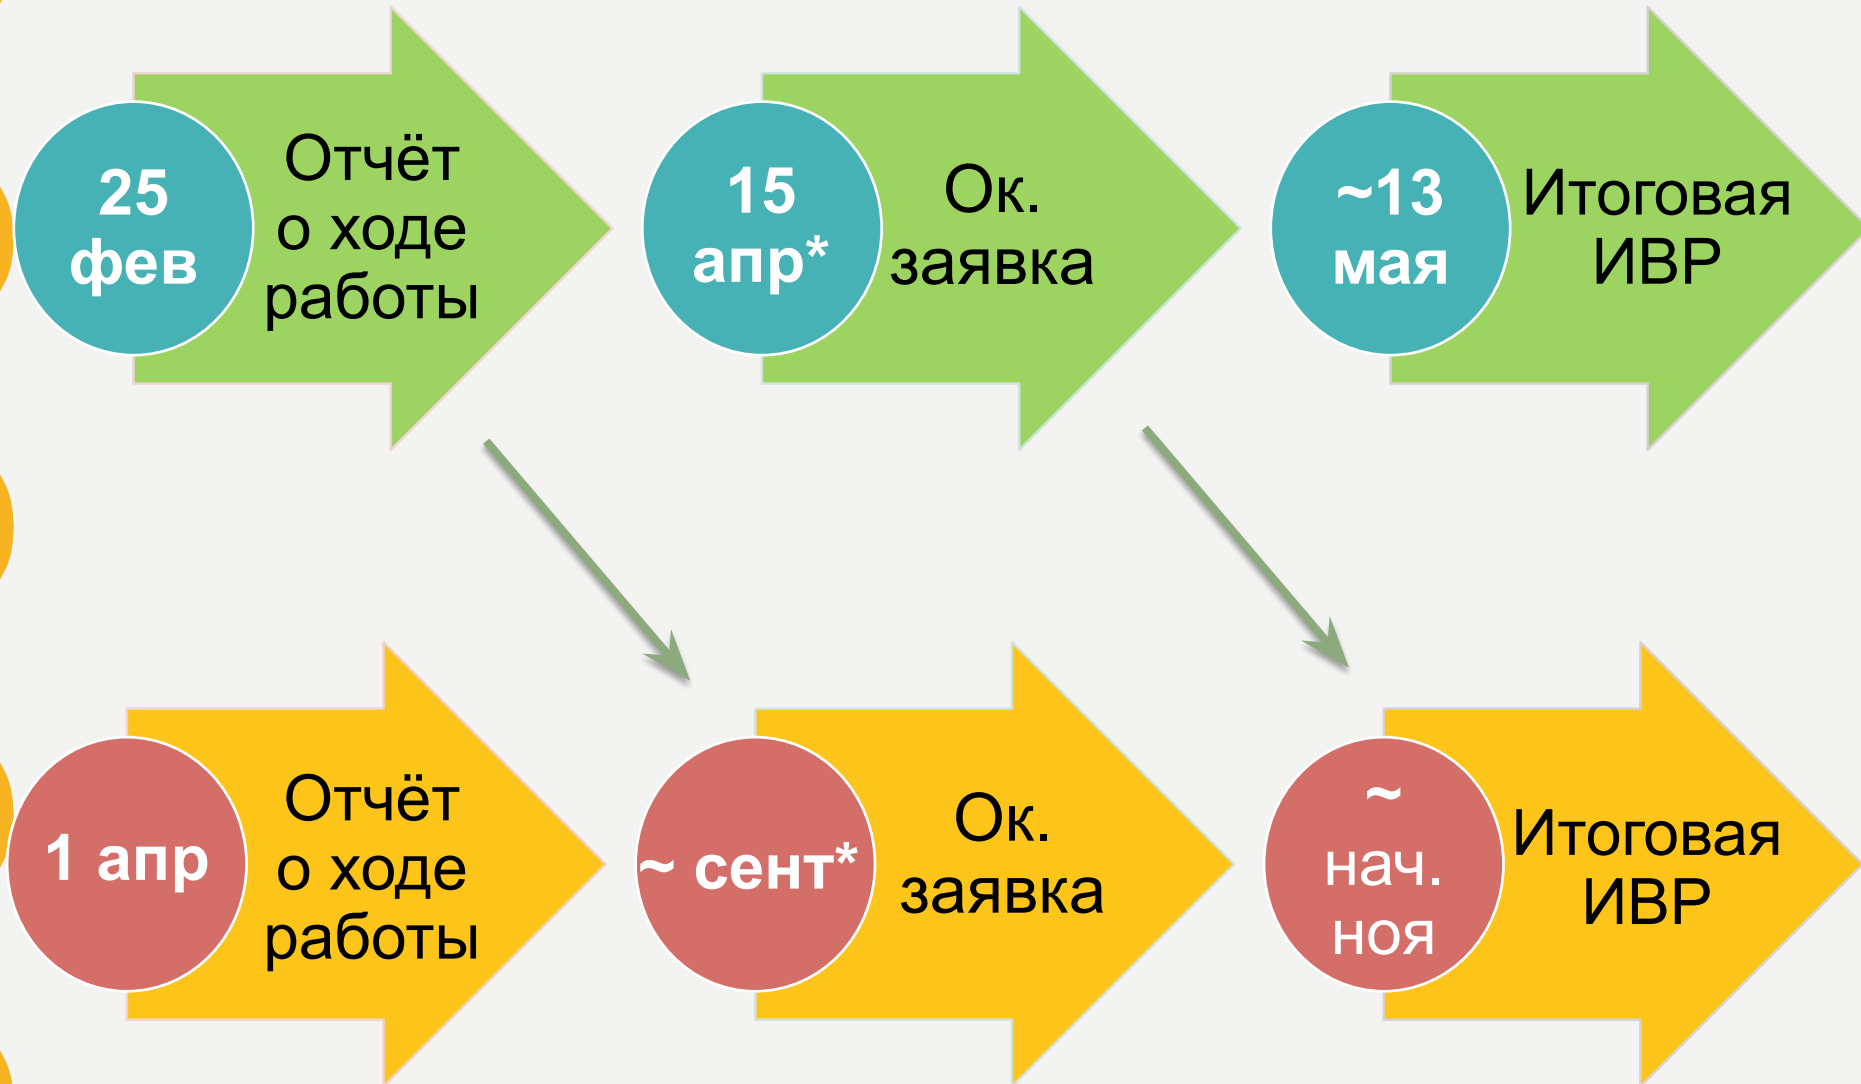 25
фев
Отчёт
о ходе
работы
15
апр*
Ок.
заявка
~13
мая
Итоговая
ИВР
1 апр
Отчёт
о ходе
работы
~ сент*
Ок.
заявка
~
нач.
ноя
Итоговая
ИВР